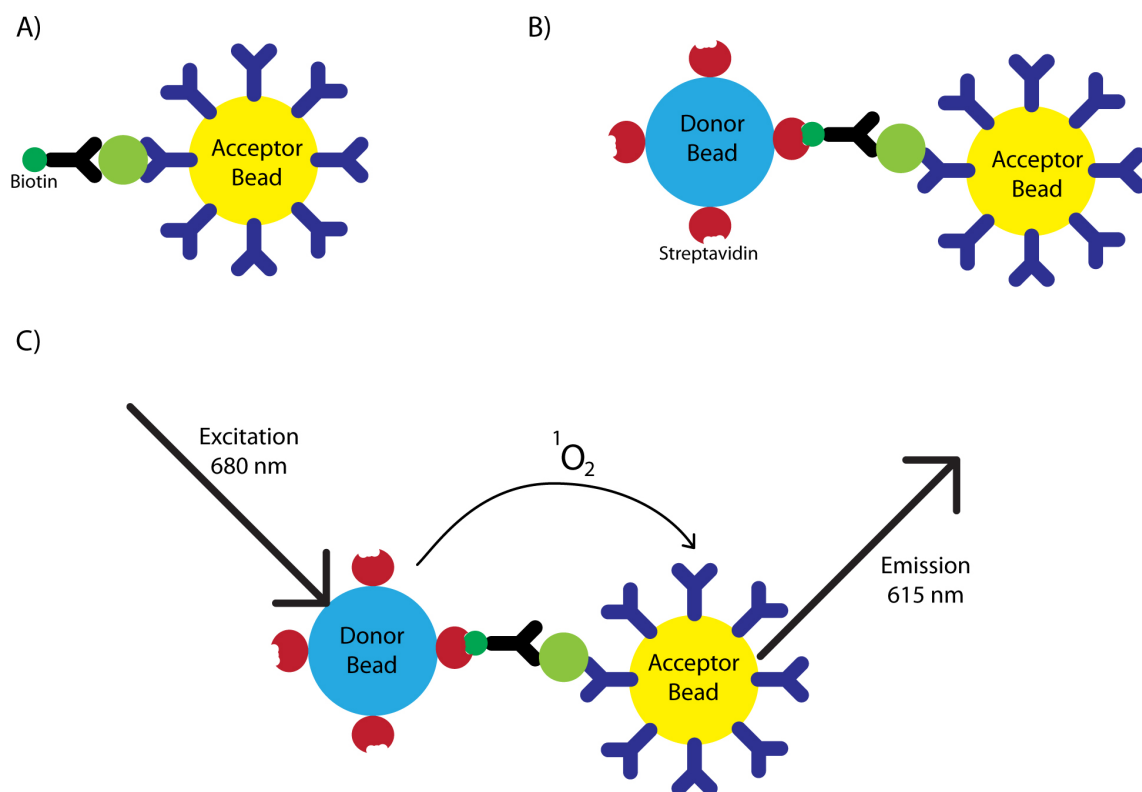 A)
Acceptor
Bead
Biotin
B)
Donor
Bead
Acceptor
Bead
Streptavidin
C)
Excitation
680 nm
¹O₂
Emission
615 nm
Donor
Bead
Acceptor
Bead